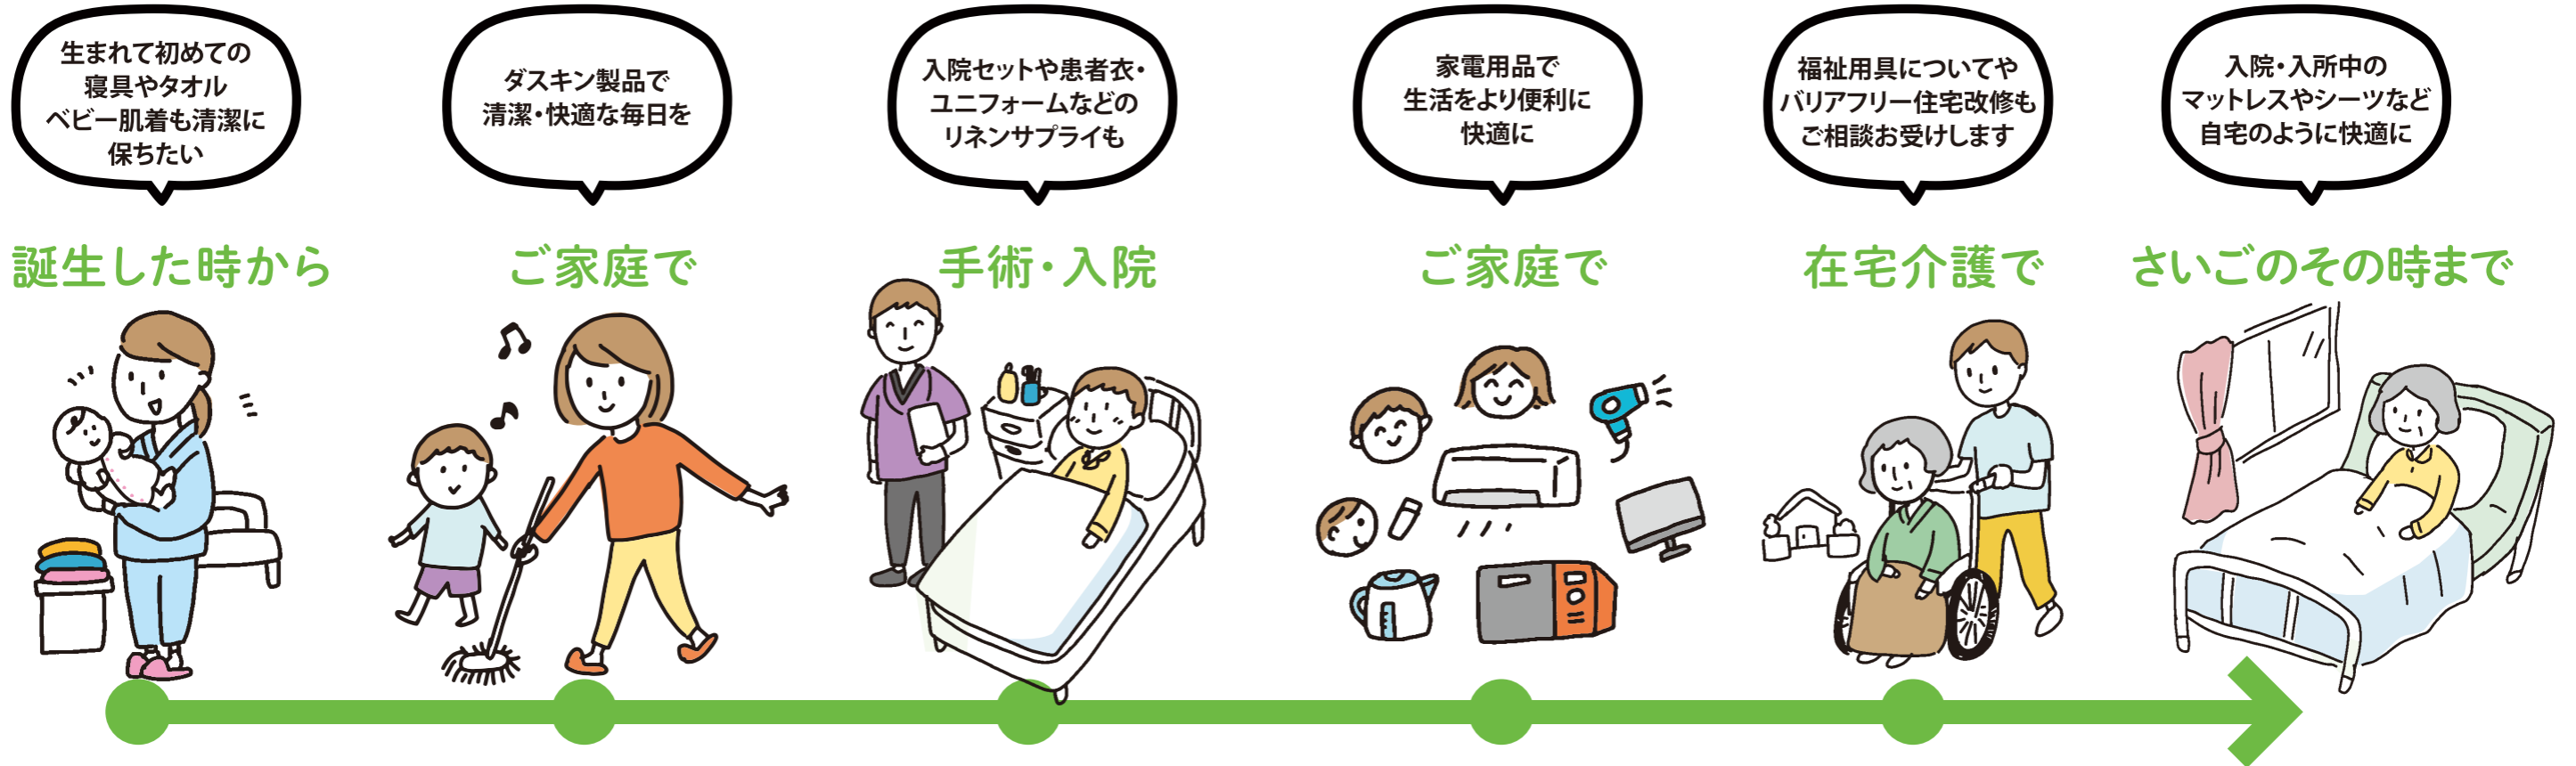 生まれて初めての
寝具やタオル
ベビー肌着も清潔に
保ちたい
誕生した時から
ダスキン製品で
清潔・快適な毎日を
ご家庭で
入院セットや患者衣・
ユニフォームなどの
リネンサプライも
手術・入院
家電用品で
生活をより便利に
快適に
ご家庭で
福祉用具についてや
バリアフリー住宅改修も
ご相談お受けします
在宅介護で
入院・入所中の
マットレスやシーツなど
自宅のように快適に
さいごのその時まで